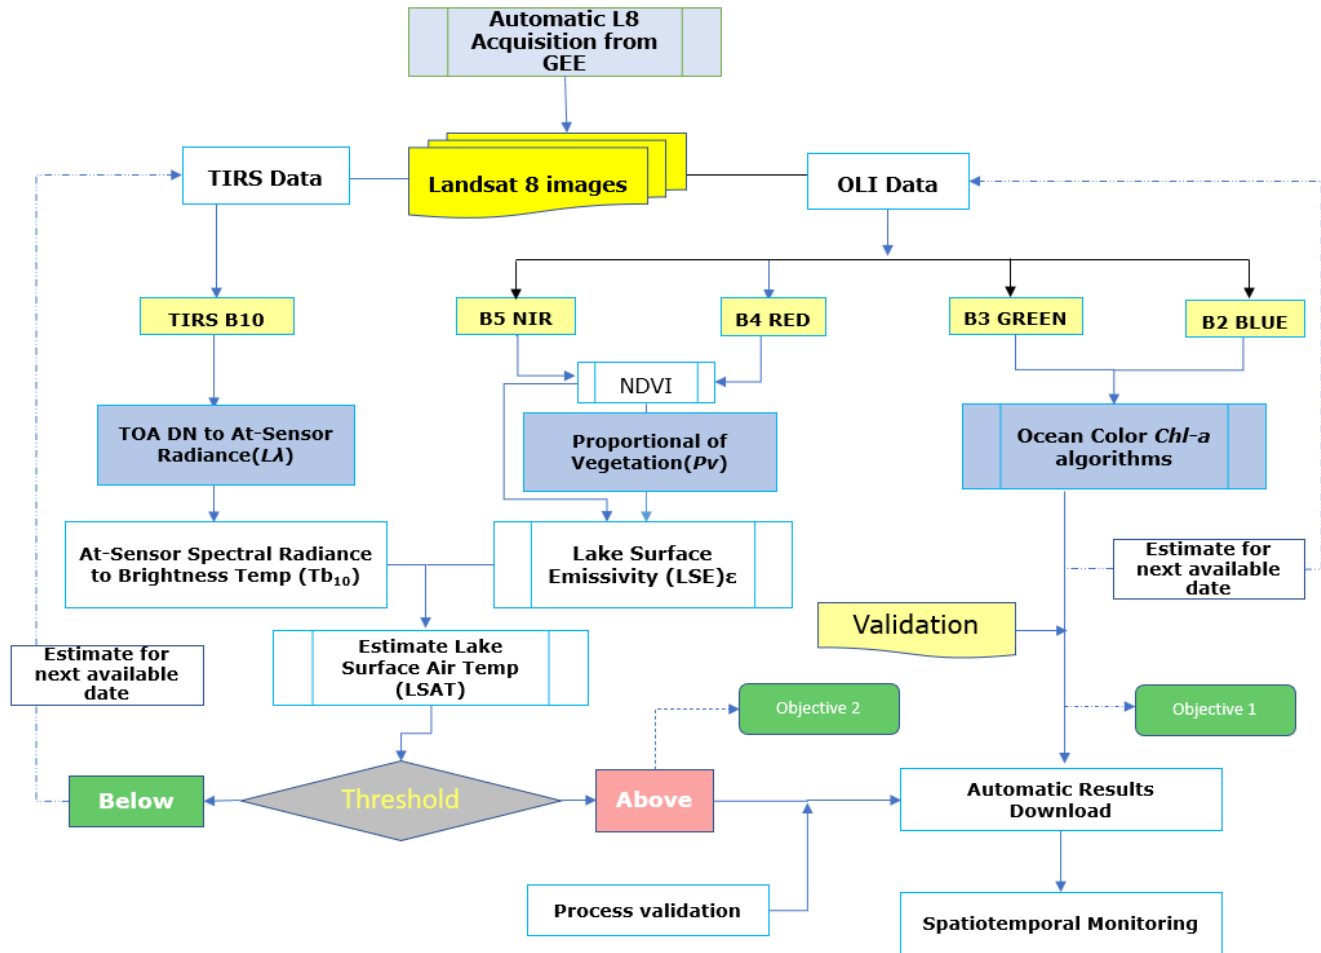 Automatic L8
Acquisition from
GEE
TIRS Data
Landsat 8 images
OLI Data
TIRS B10
B5 NIR
B4 RED
B3 GREEN
B2 BLUE
NDVI
TOA DN to At-Sensor
Radiance(Lλ)
Proportional of
Vegetation(Pv)
Ocean Color Chl-a
algorithms
At-Sensor Spectral Radiance
to Brightness Temp (Tb₁₀)
Lake Surface
Emissivity (LSE)ε
Estimate for
next available
date
Validation
Estimate for
next available
date
Estimate Lake
Surface Air Temp
(LSAT)
Objective 2
Objective 1
Below
Threshold
Above
Automatic Results
Download
Process validation
Spatiotemporal Monitoring